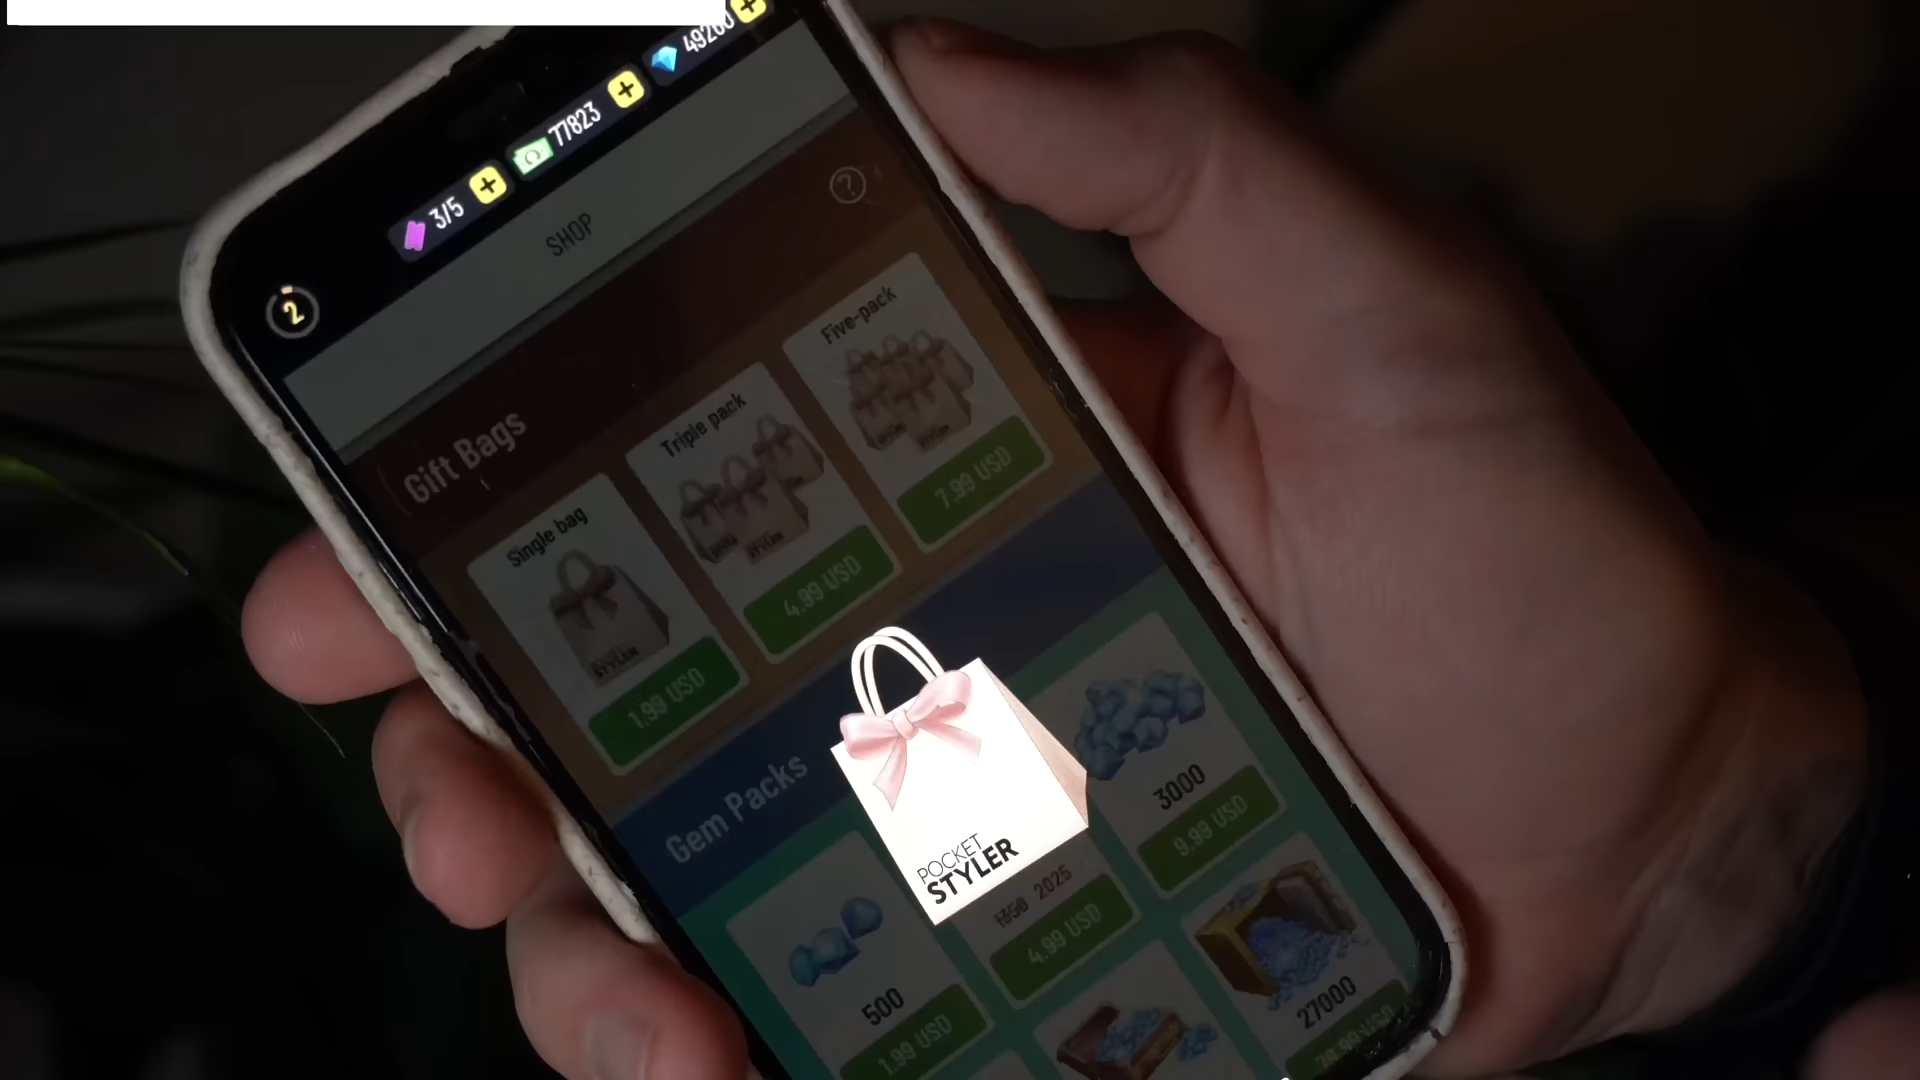 77823
3/5
2
SHOP
?
Gift Bags
Single bag
STYLER
1.99 USD
Triple pack
4.99 USD
Five-pack
7.99 USD
Gem Packs
500
1.99 USD
1350 2025
4.99 USD
3000
9.99 USD
27000
POCKET
STYLER